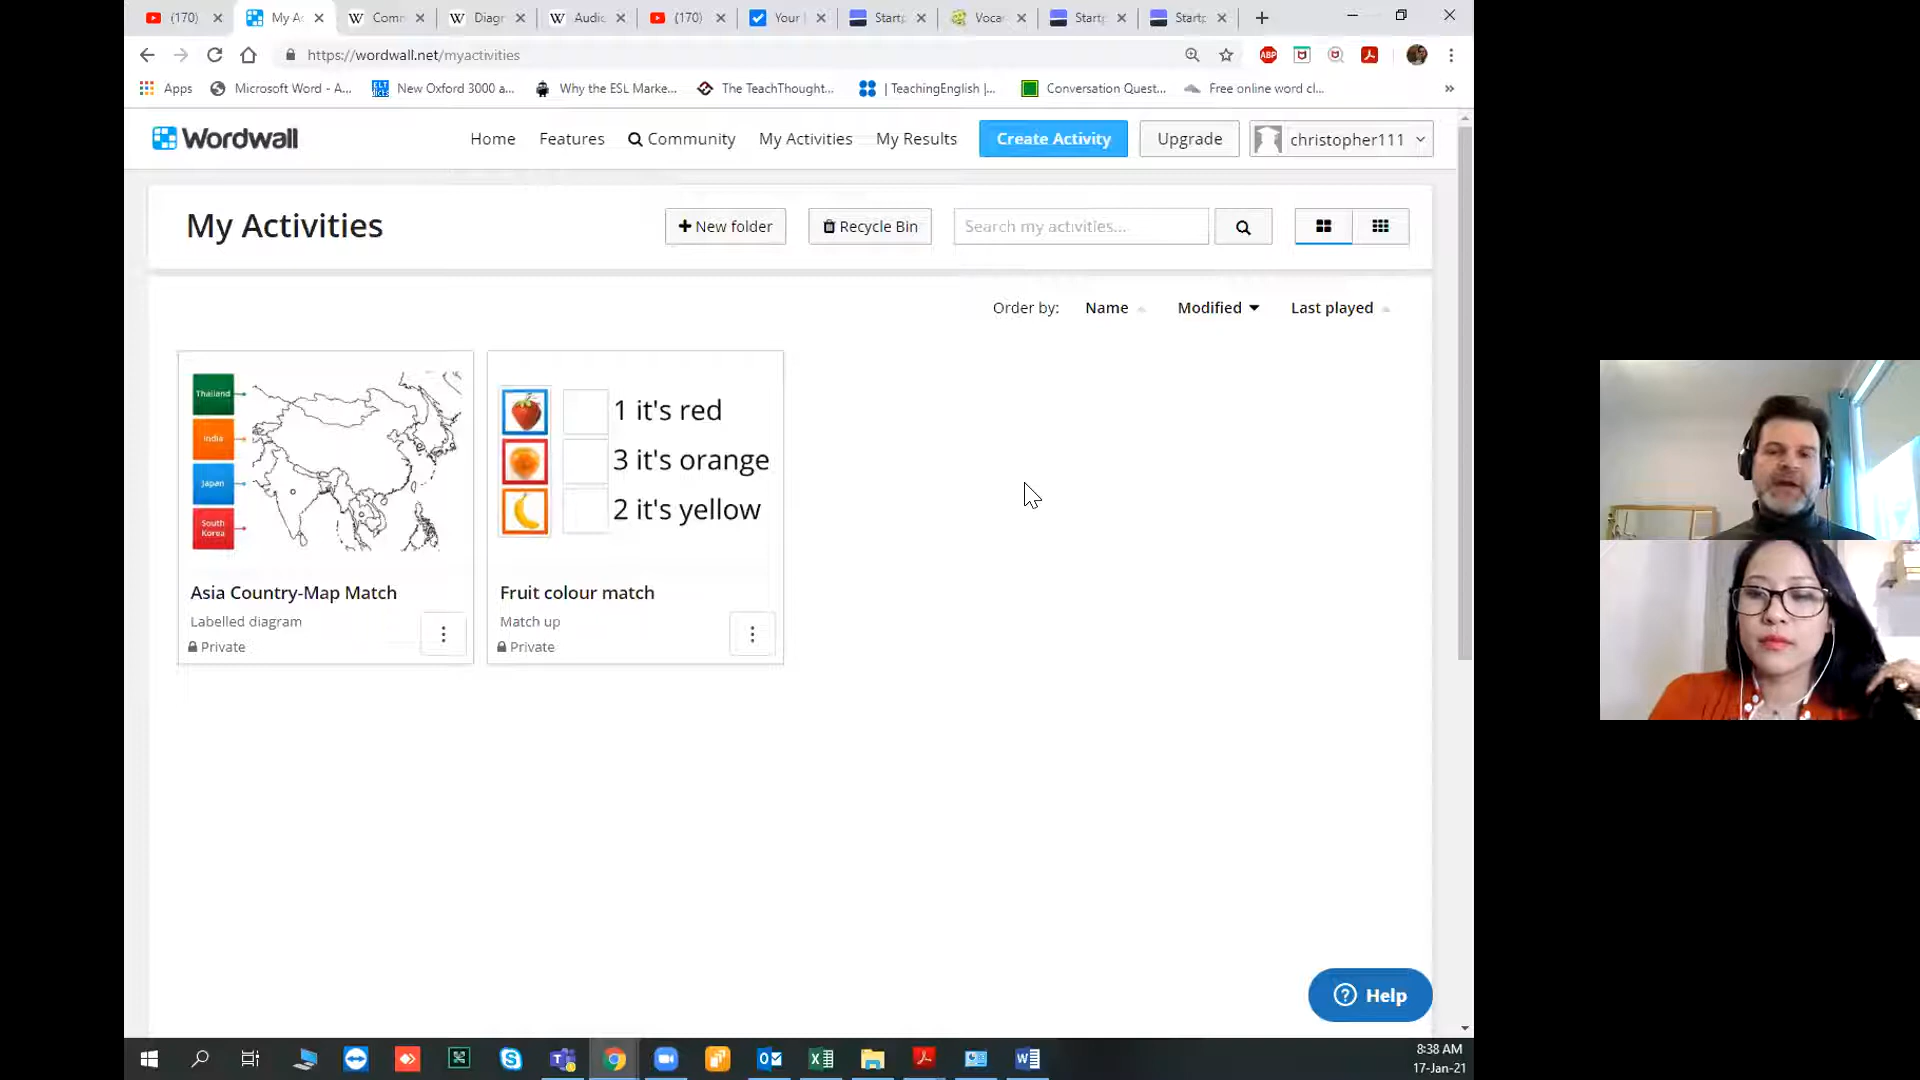 (170)
My Ac
Comm
Diagr
Audio
(170)
Your
Start
Voca
Start
Start
https://wordwall.net/myactivities
ABP
Apps
Microsoft Word - A...
New Oxford 3000 a...
Why the ESL Marke...
The TeachThought...
| TeachingEnglish |...
Conversation Quest...
Free online word cl...
»
Wordwall
Home
Features
Community
My Activities
My Results
Create Activity
Upgrade
christopher111
My Activities
New folder
Recycle Bin
Search my activities...
Order by:
Name
Modified
Last played
Thailand
India
Japan
South
Korea
1 it's red
3 it's orange
2 it's yellow
Asia Country-Map Match
Labelled diagram
Private
Fruit colour match
Match up
Private
Help
8:38 AM
17-Jan-21